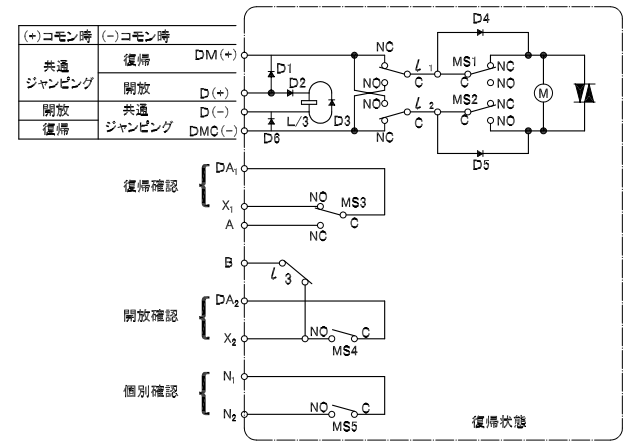 (+)コモン時 (-)コモン時
共通
ジャンピング
復帰
開放
開放
復帰
共通
ジャンピング
DM(+)
D(+)
D(-)
DMC(-)
D1
D2
D3
L/3
D6
NC
NO
NO
NC
l 1
C
l 2
C
D4
MS1
NC
NO
C
MS2
NC
NO
C
D5
M
復帰確認
DA1
X1
A
NO
MS3
C
NC
B
l 3
開放確認
DA2
X2
NO
C
MS4
個別確認
N1
N2
NO
C
MS5
復帰状態